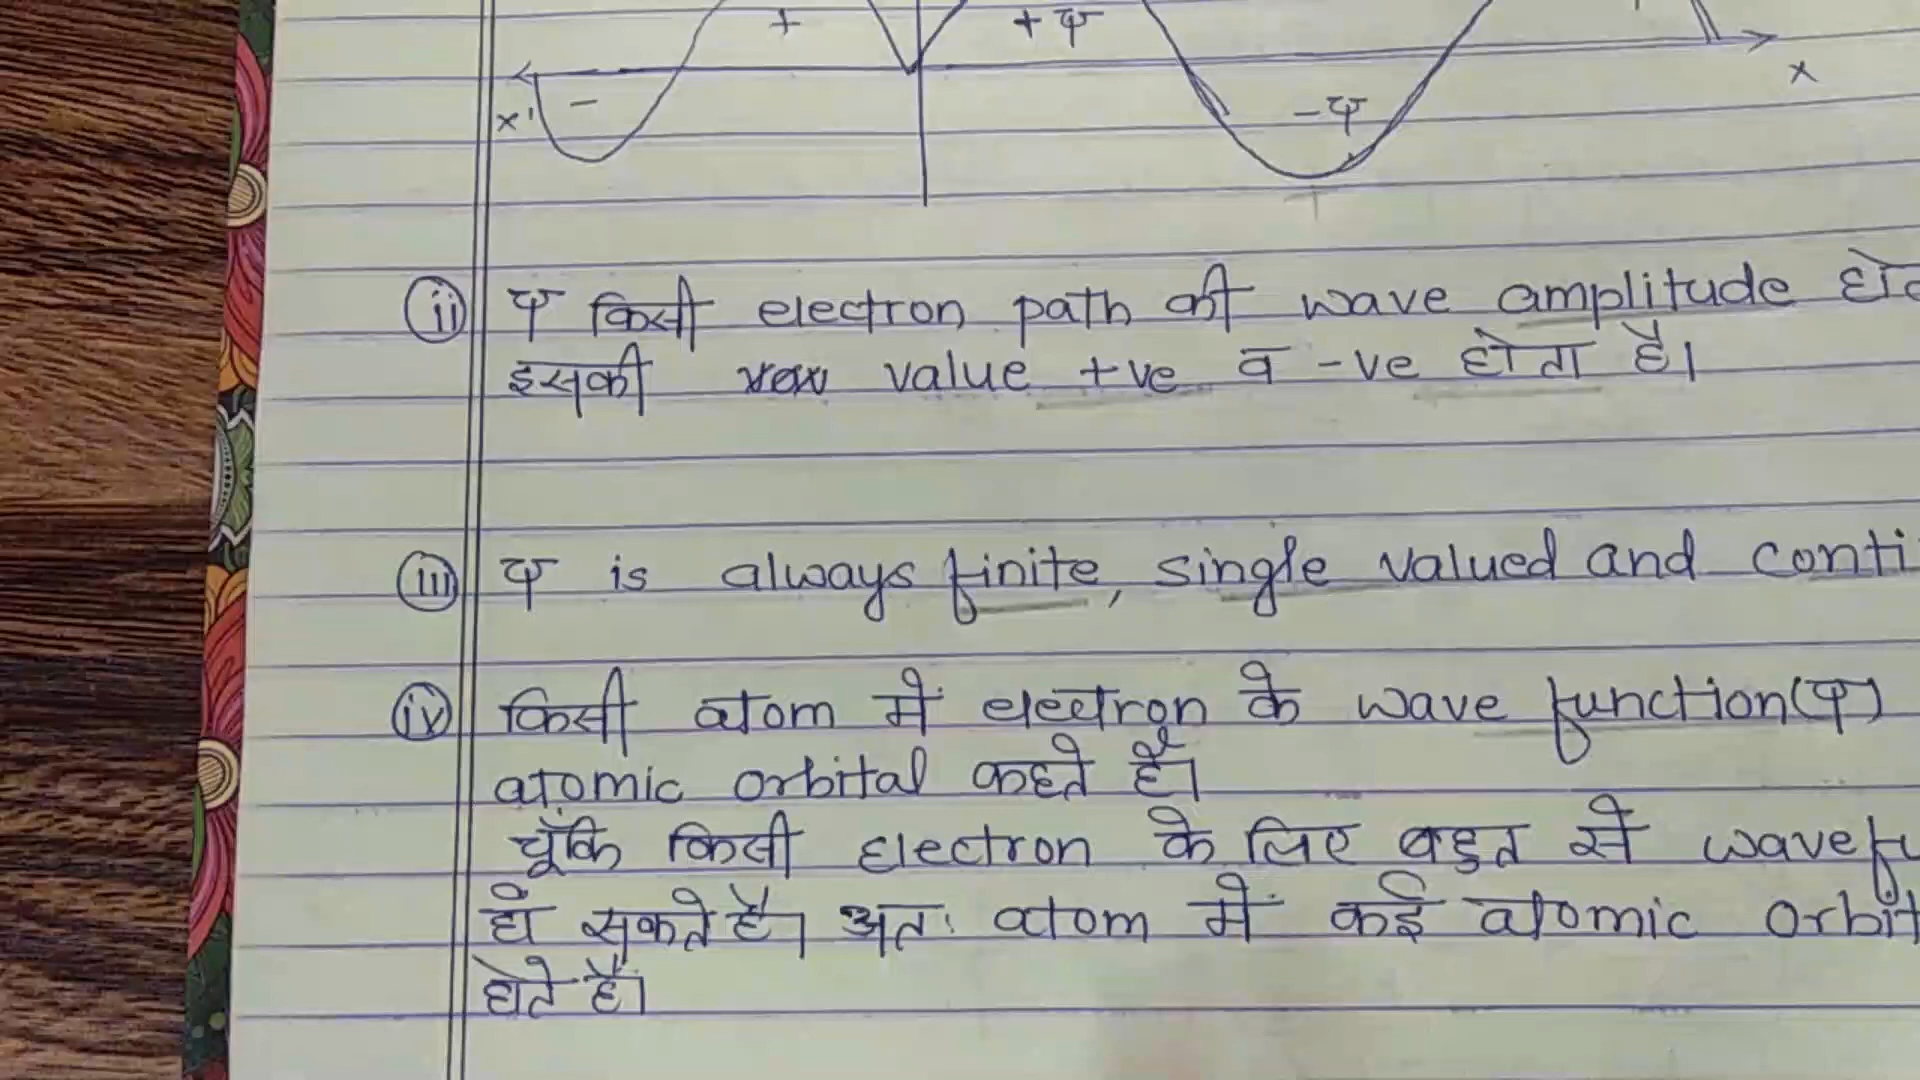 + + ψ
x' - - ψ x
(ii) ψ किसी electron path की wave amplitude
इसकी value +ve व -ve होता है।
(iii) ψ is always finite, single valued and conti
(iv) किसी atom में electron के wave function(ψ)
atomic orbital कहते हैं।
चूँकि किसी electron के लिए बहुत से wavefu
हो सकते हैं। अतः atom में कई atomic orbit
होते हैं।